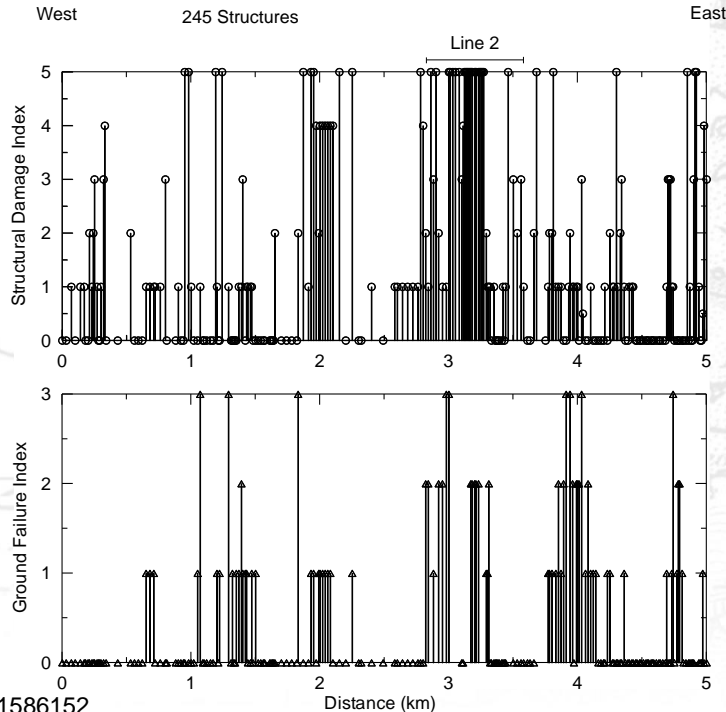 West
245 Structures
East
Line 2
Structural Damage Index
5
4
3
2
1
0
0 1 2 3 4 5
Ground Failure Index
3
2
1
0
0 1 2 3 4 5
Distance (km)
1586152